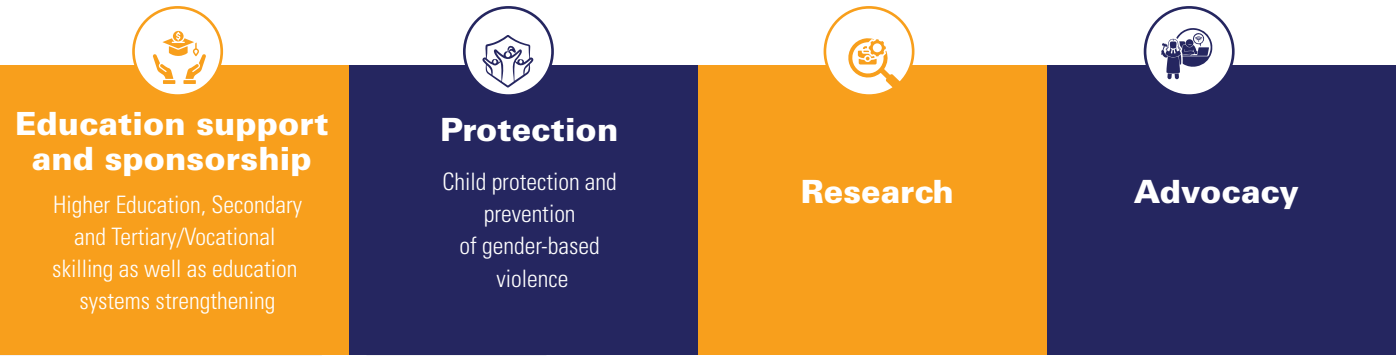 Education support
and sponsorship
Higher Education, Secondary
and Tertiary/Vocational
skilling as well as education
systems strengthening
Protection
Child protection and
prevention
of gender-based
violence
Research
Advocacy